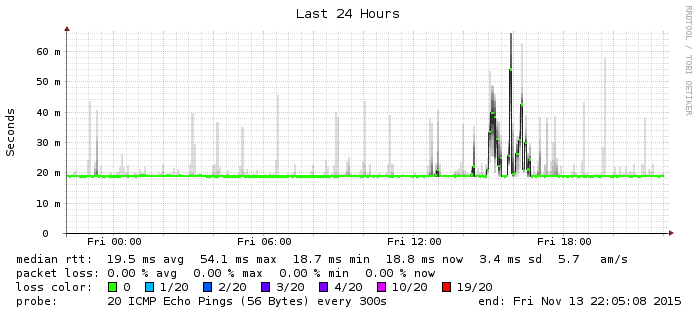 Last 24 Hours
RRDTOOL / TOBI OETIKER
Seconds
60 m
50 m
40 m
30 m
20 m
10 m
0
Fri 00:00 Fri 06:00 Fri 12:00 Fri 18:00
median rtt: 19.5 ms avg 54.1 ms max 18.7 ms min 18.8 ms now 3.4 ms sd 5.7 am/s
packet loss: 0.00 % avg 0.00 % max 0.00 % min 0.00 % now
loss color: 0 1/20 2/20 3/20 4/20 10/20 19/20
probe: 20 ICMP Echo Pings (56 Bytes) every 300s end: Fri Nov 13 22:05:08 2015